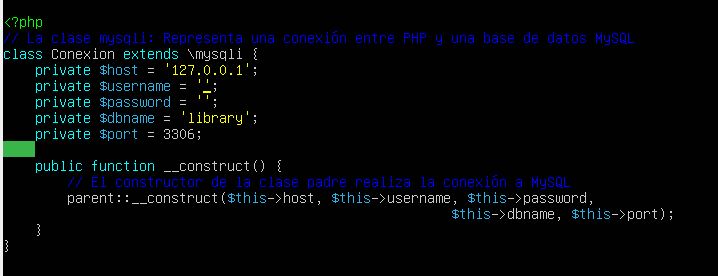 <?php
// La clase mysqli: Representa una conexión entre PHP y una base de datos MySQL
class Conexion extends \mysqli {
    private $host = '127.0.0.1';
    private $username = '';
    private $password = '';
    private $dbname = 'library';
    private $port = 3306;
    public function __construct() {
        // El constructor de la clase padre realiza la conexión a MySQL
        parent::__construct($this->host, $this->username, $this->password,
                                                        $this->dbname, $this->port);
    }
}